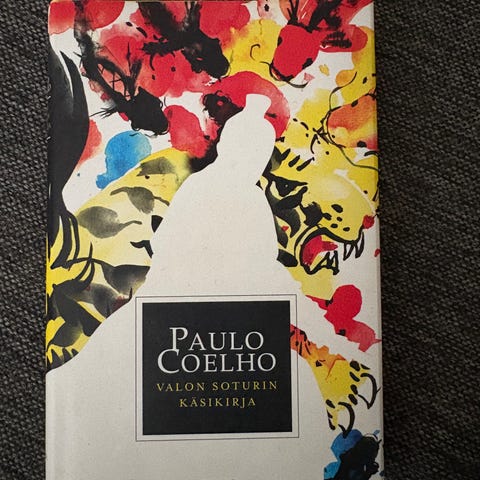 PAULO
COELHO
VALON SOTURIN
KÄSIKIRJA